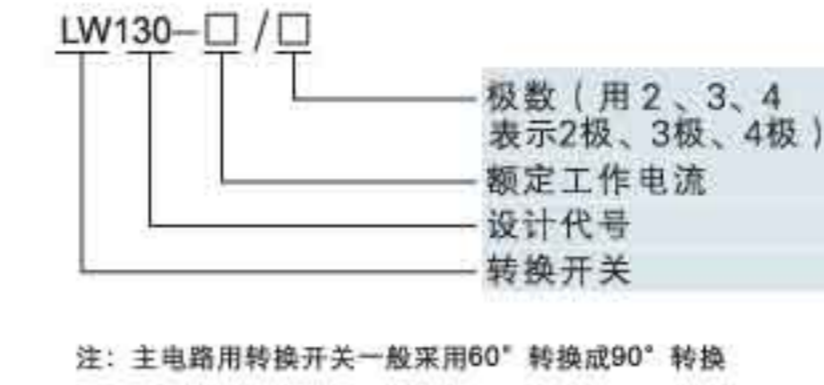 LW130-□/□
极数（用2、3、4
表示2极、3极、4极）
额定工作电流
设计代号
转换开关
注：主电路用转换开关一般采用60°转换成90°转换